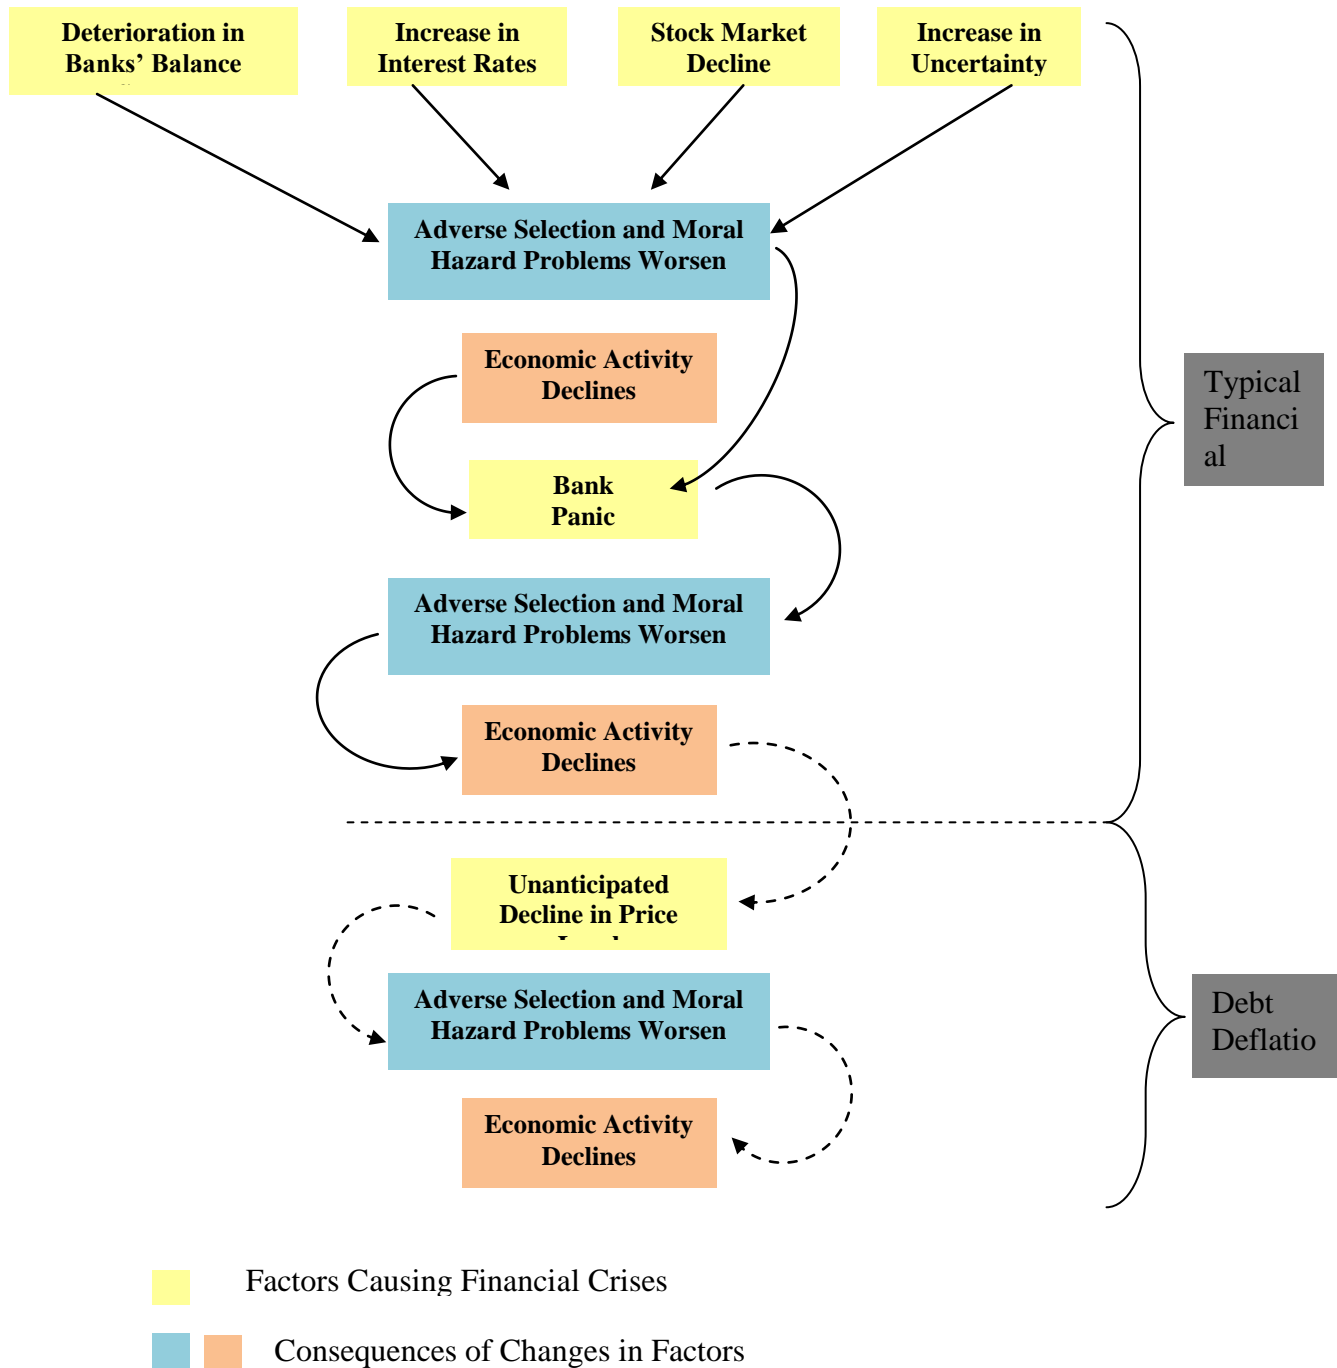 Deterioration in
Banks’ Balance
Increase in
Interest Rates
Stock Market
Decline
Increase in
Uncertainty
Adverse Selection and Moral
Hazard Problems Worsen
Economic Activity
Declines
Typical
Financi
al
Bank
Panic
Adverse Selection and Moral
Hazard Problems Worsen
Economic Activity
Declines
Unanticipated
Decline in Price
Adverse Selection and Moral
Hazard Problems Worsen
Debt
Deflatio
Economic Activity
Declines
Factors Causing Financial Crises
Consequences of Changes in Factors